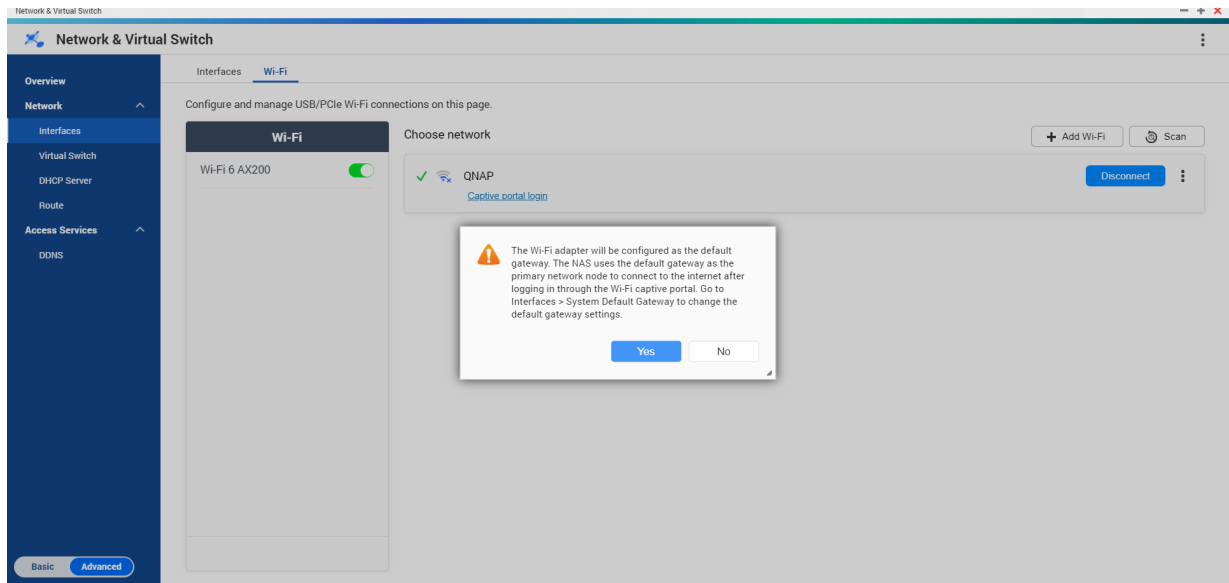 Network & Virtual Switch
Network & Virtual Switch
Overview
Network
Interfaces
Virtual Switch
DHCP Server
Route
Access Services
DDNS
Basic
Advanced
Interfaces
Wi-Fi
Configure and manage USB/PCIe Wi-Fi connections on this page.
Wi-Fi
Wi-Fi 6 AX200
Choose network
Add Wi-Fi
Scan
QNAP
Captive portal login
Disconnect
The Wi-Fi adapter will be configured as the default
gateway. The NAS uses the default gateway as the
primary network node to connect to the internet after
logging in through the Wi-Fi captive portal. Go to
Interfaces > System Default Gateway to change the
default gateway settings.
Yes
No